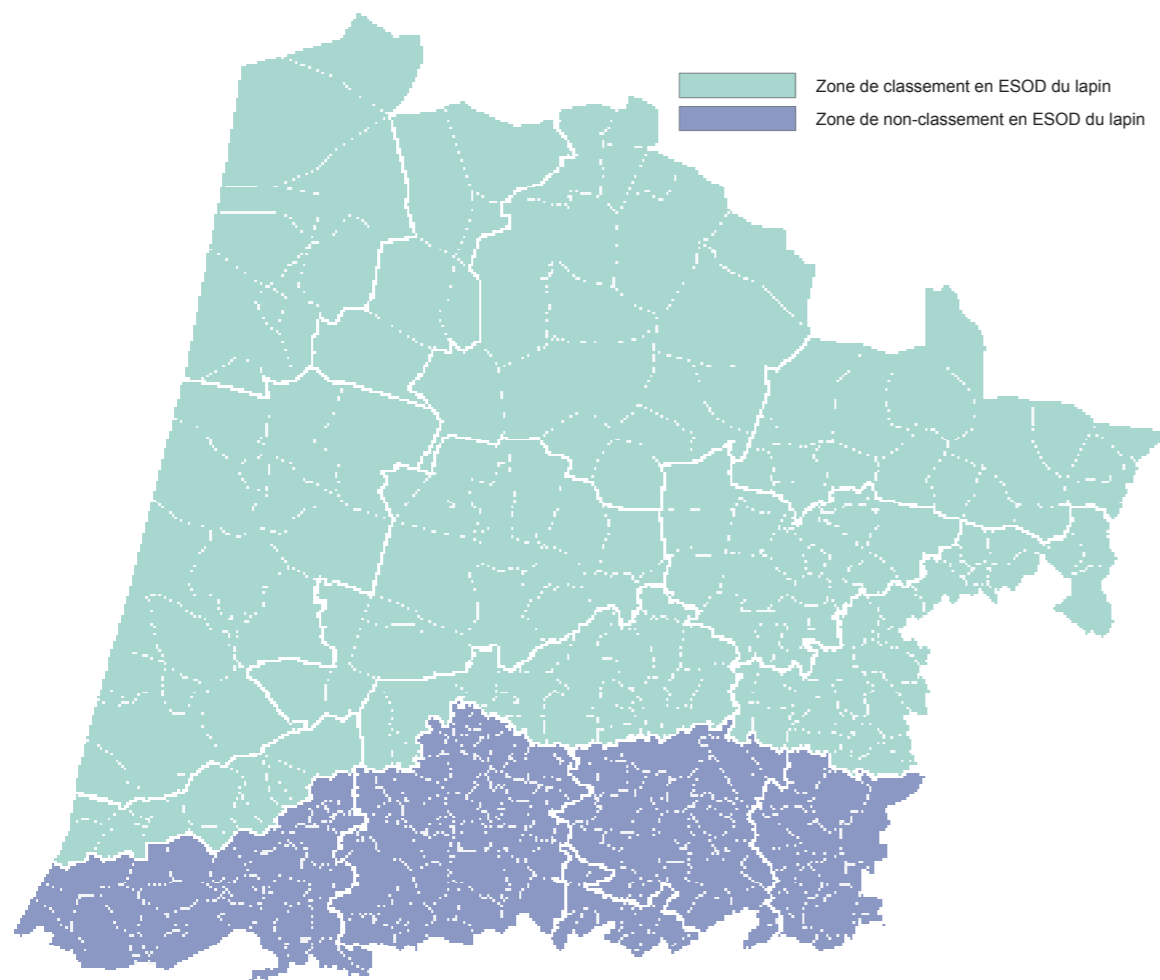 Zone de classement en ESOD du lapin
Zone de non-classement en ESOD du lapin